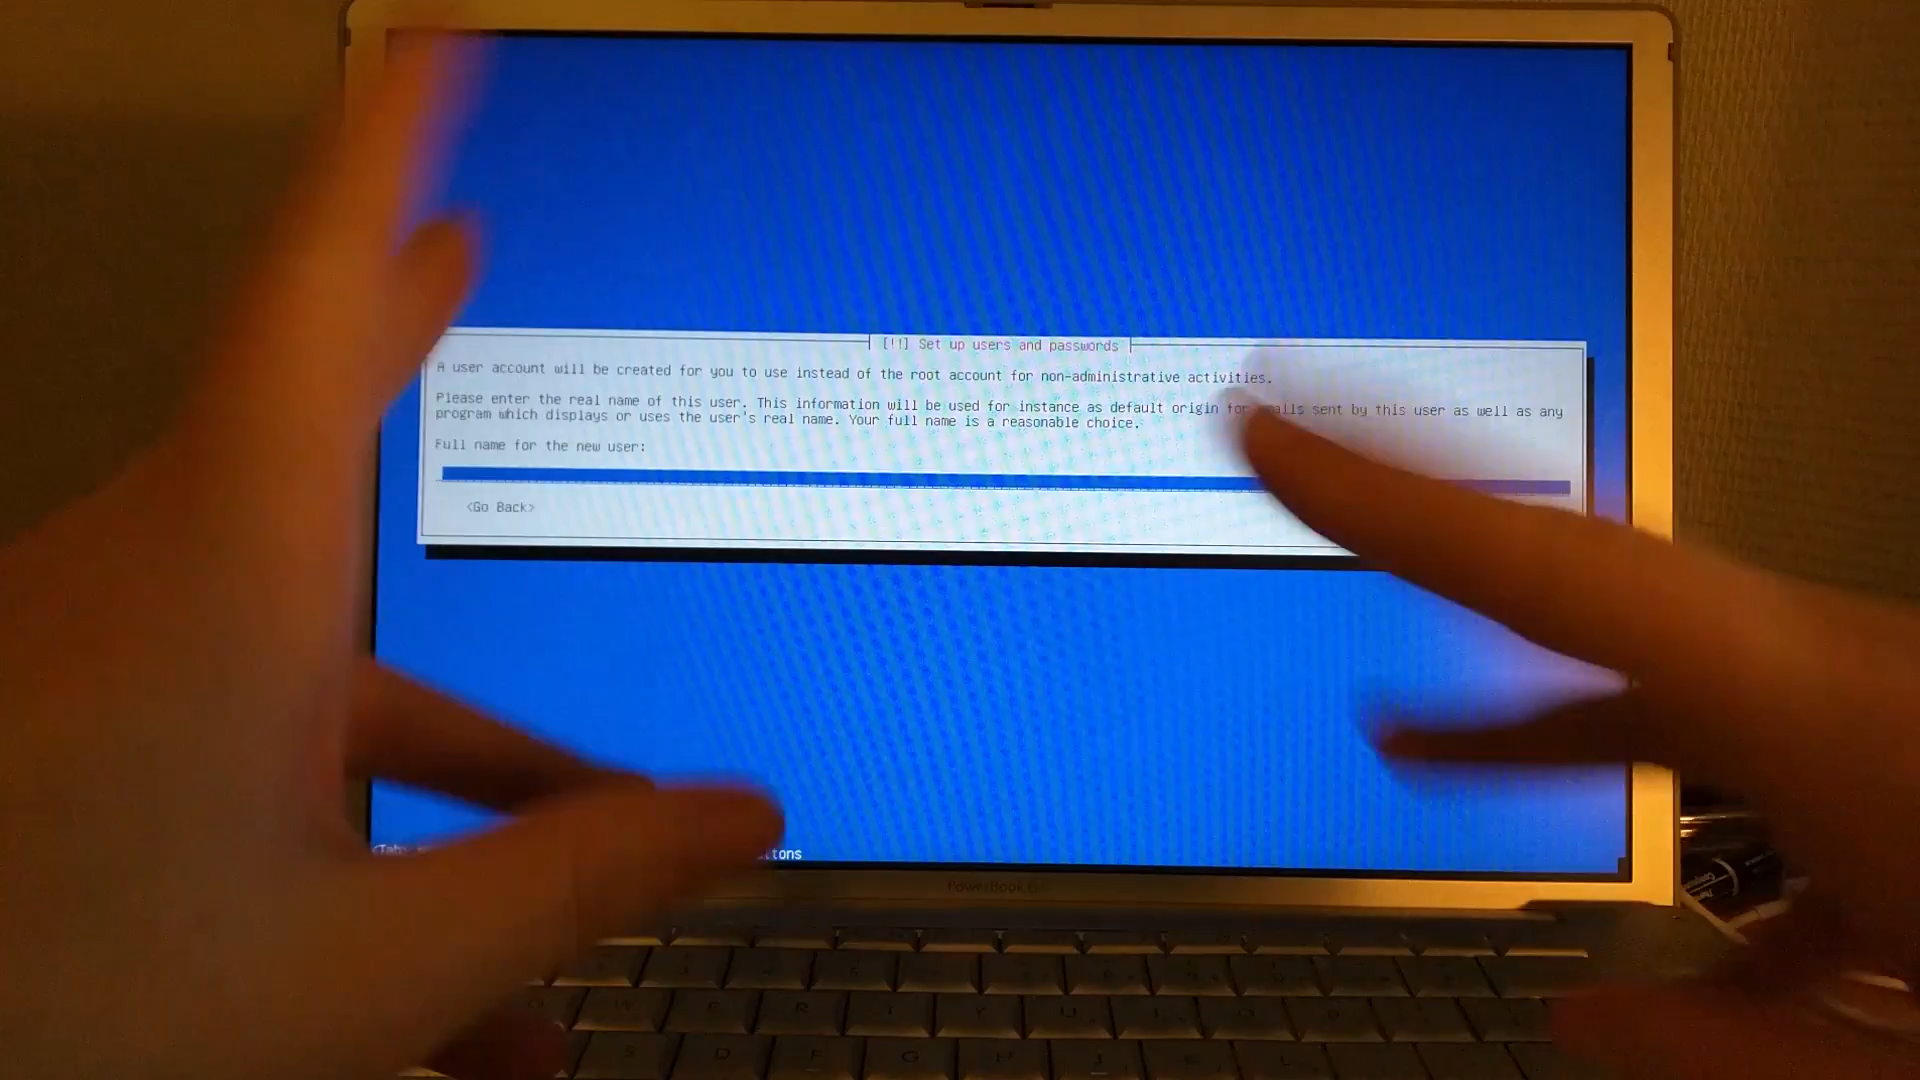 [!!] Set up users and passwords
A user account will be created for you to use instead of the root account for non-administrative activities.
Please enter the real name of this user. This information will be used for instance as default origin for emails sent by this user as well as any
program which displays or uses the user's real name. Your full name is a reasonable choice.
Full name for the new user:
<Go Back>
PowerBook G4
E R Y U
S D F G H J K L